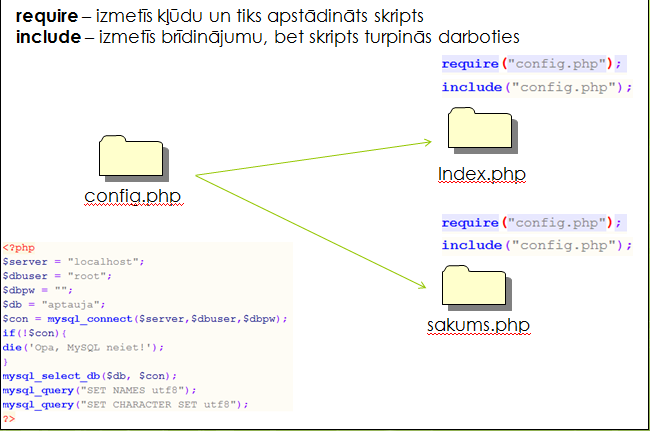 require – izmetīs kļūdu un tiks apstādināts skripts
include – izmetīs brīdinājumu, bet skripts turpinās darboties
require("config.php");
include("config.php");
config.php
Index.php
require("config.php");
include("config.php");
sakums.php
<?php
$server = "localhost";
$dbuser = "root";
$dbpw = "";
$db = "aptauja";
$con = mysql_connect($server,$dbuser,$dbpw);
if(!$con){
die('Opa, MySQL neiet!');
}
mysql_select_db($db, $con);
mysql_query("SET NAMES utf8");
mysql_query("SET CHARACTER SET utf8");
?>